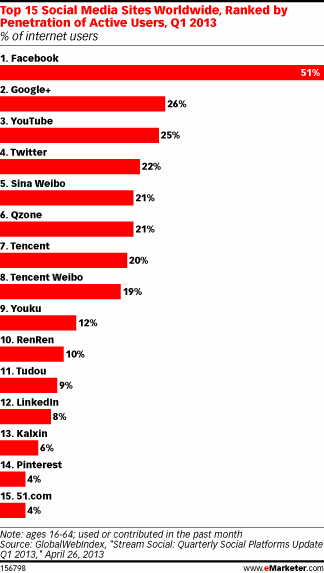 Top 15 Social Media Sites Worldwide, Ranked by
Penetration of Active Users, Q1 2013
% of internet users
1. Facebook
51%
2. Google+
26%
3. YouTube
25%
4. Twitter
22%
5. Sina Weibo
21%
6. Qzone
21%
7. Tencent
20%
8. Tencent Weibo
19%
9. Youku
12%
10. RenRen
10%
11. Tudou
9%
12. LinkedIn
8%
13. Kaixin
6%
14. Pinterest
4%
15. 51.com
4%
Note: ages 16-64; used or contributed in the past month
Source: GlobalWebIndex, "Stream Social: Quarterly Social Platforms Update
Q1 2013," April 26, 2013
156798 www.eMarketer.com